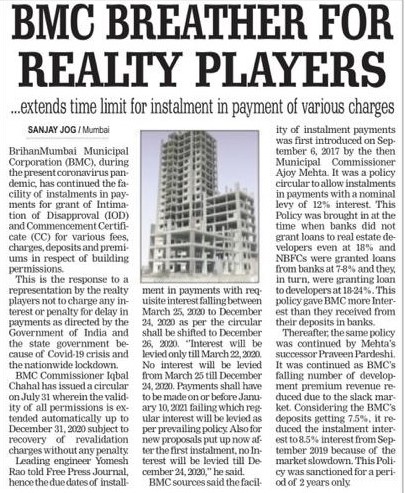 BMC BREATHER FOR
REALTY PLAYERS
...extends time limit for instalment in payment of various charges
SANJAY JOG / Mumbai
BrihanMumbai Municipal
Corporation (BMC), during
the present coronavirus pan-
demic, has continued the fa-
cility of instalments in pay-
ments for grant of Intima-
tion of Disapproval (IOD)
and Commencement Certifi-
cate (CC) for various fees,
charges, deposits and premi-
ums in respect of building
permissions.
This is the response to a
representation by the realty
players not to charge any in-
terest or penalty for delay in
payments as directed by the
Government of India and
the state government be-
cause of Covid-19 crisis and
the nationwide lockdown.
BMC Commissioner Iqbal
Chahal has issued a circular
on July 31 wherein the valid-
ity of all permissions is ex-
tended automatically up to
December 31, 2020 subject to
recovery of revalidation
charges without any penalty.
Leading engineer Yomesh
Rao told Free Press Journal,
hence the due dates of install-
ment in payments with req-
uisite interest falling between
March 25, 2020 to December
24, 2020 as per the circular
shall be shifted to December
26, 2020. "Interest will be
levied only till March 22, 2020.
No interest will be levied
from March 25 till December
24, 2020. Payments shall have
to be made on or before Janu-
ary 10, 2021 failing which reg-
ular interest will be levied as
per prevailing policy. Also for
new proposals put up now af-
ter the first instalment, no In-
terest will be levied till De-
cember 24, 2020," he said.
BMC sources said the facil-
ity of instalment payments
was first introduced on Sep-
tember 6, 2017 by the then
Municipal Commissioner
Ajoy Mehta. It was a policy
circular to allow instalments
in payments with a nominal
levy of 12% interest. This
Policy was brought in at the
time when banks did not
grant loans to real estate de-
velopers even at 18% and
NBFCs were granted loans
from banks at 7-8% and they,
in turn, were granting loan
to developers at 18-24%. This
policy gave BMC more Inter-
est than they received from
their deposits in banks.
Thereafter, the same policy
was continued by Mehta's
successor Praveen Pardeshi.
It was continued as BMC's
falling number of develop-
ment premium revenue re-
duced due to the slack mar-
ket. Considering the BMC's
deposits getting 7.5%, it re-
duced the instalment inter-
est to 8.5% interest from Sep-
tember 2019 because of the
market slowdown. This Poli-
cy was sanctioned for a peri-
od of 2 years only.